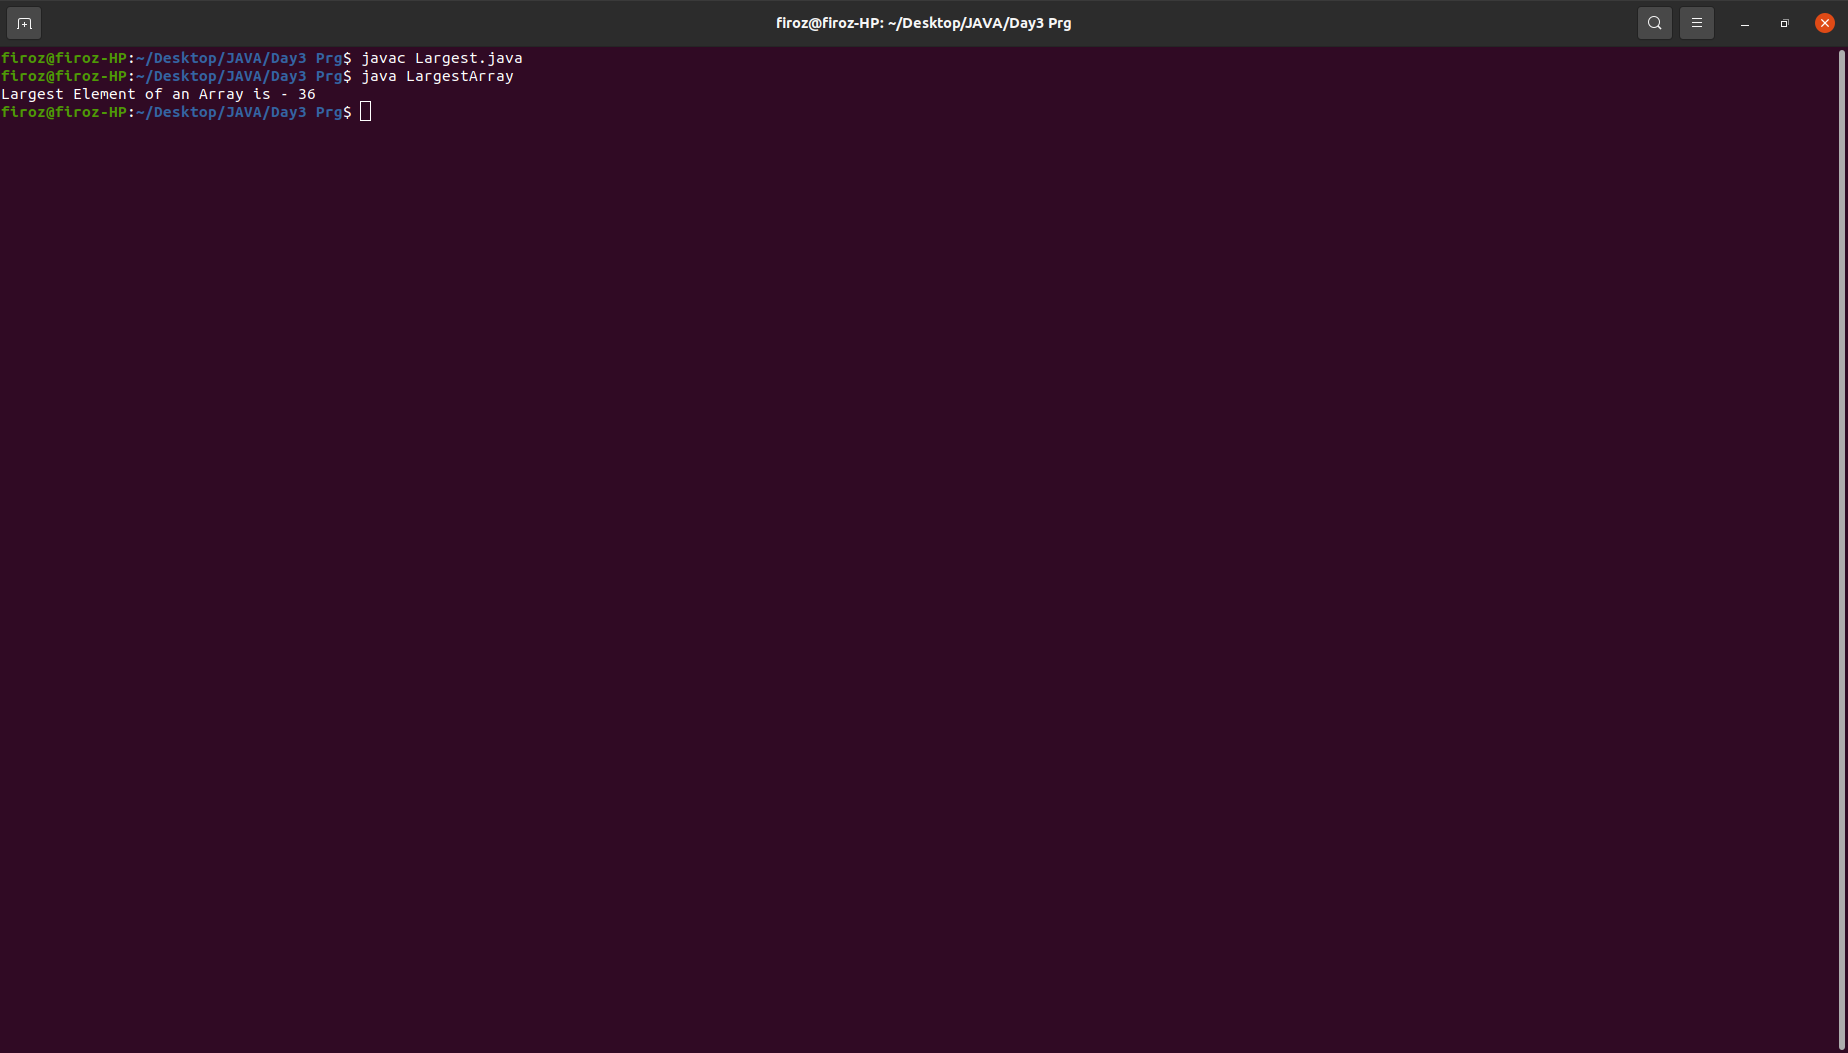 firoz@firoz-HP: ~/Desktop/JAVA/Day3 Prg
firoz@firoz-HP:~/Desktop/JAVA/Day3 Prg$ javac Largest.java
firoz@firoz-HP:~/Desktop/JAVA/Day3 Prg$ java LargestArray
Largest Element of an Array is - 36
firoz@firoz-HP:~/Desktop/JAVA/Day3 Prg$